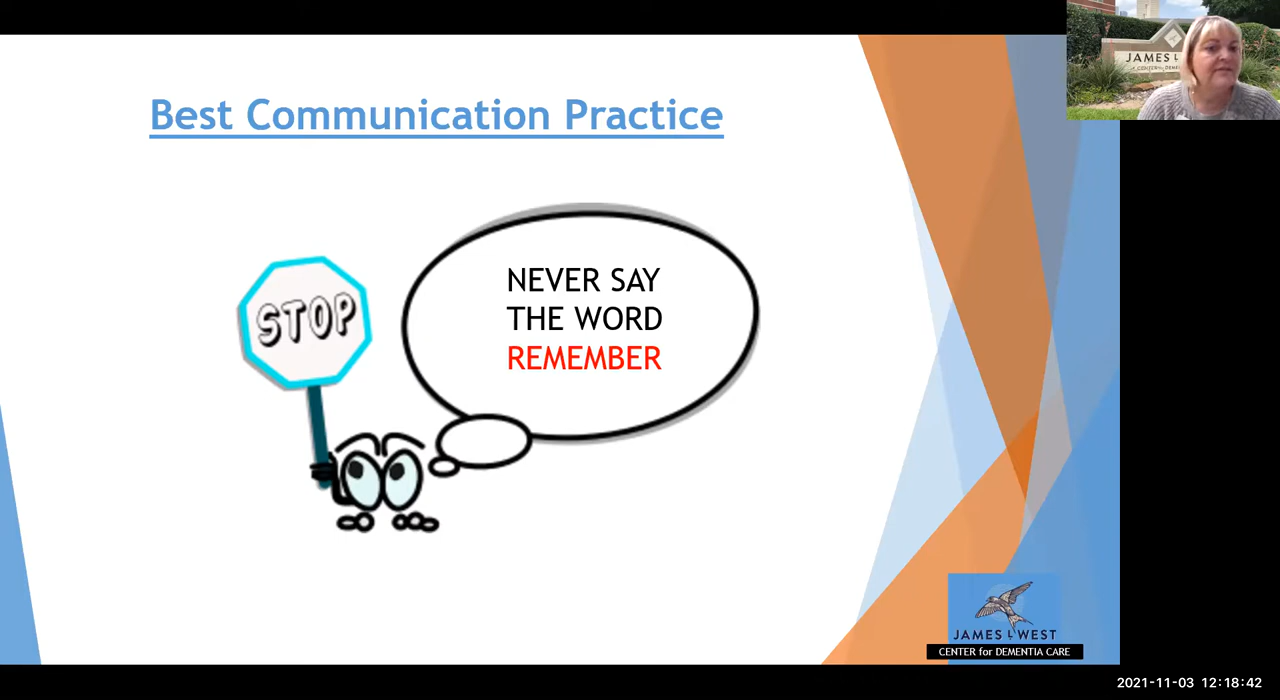 Best Communication Practice
STOP
NEVER SAY
THE WORD
REMEMBER
JAMES L
JAMES L WEST
CENTER for DEMENTIA CARE
2021-11-03 12:18:42